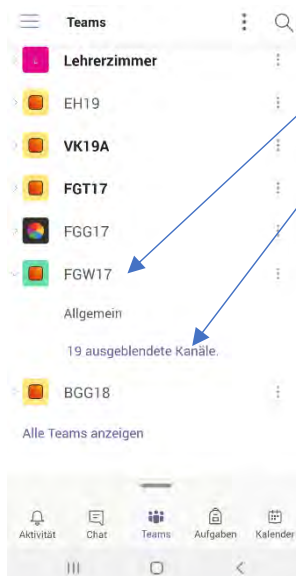 Teams
Lehrerzimmer
EH19
VK19A
FGT17
FGG17
FGW17
Allgemein
19 ausgeblendete Kanäle.
BGG18
Alle Teams anzeigen
Aktivität Chat Teams Aufgaben Kalender